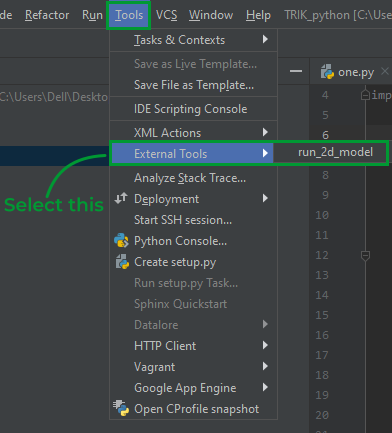 de Refactor Run Tools VCS Window Help TRIK_python [C:\Users
Tasks & Contexts
Save as Live Template...
Save File as Template...
IDE Scripting Console
XML Actions
External Tools
run_2d_model
Analyze Stack Trace...
Deployment
Start SSH session...
Python Console...
Create setup.py
Run setup.py Task...
Sphinx Quickstart
Datalore
HTTP Client
Vagrant
Google App Engine
Open CProfile snapshot
C:\Users\Dell\Deskto
Select this
one.py
4 imp
5
6
8
9
10
11
12
13
14
15
16
17
18
19
20